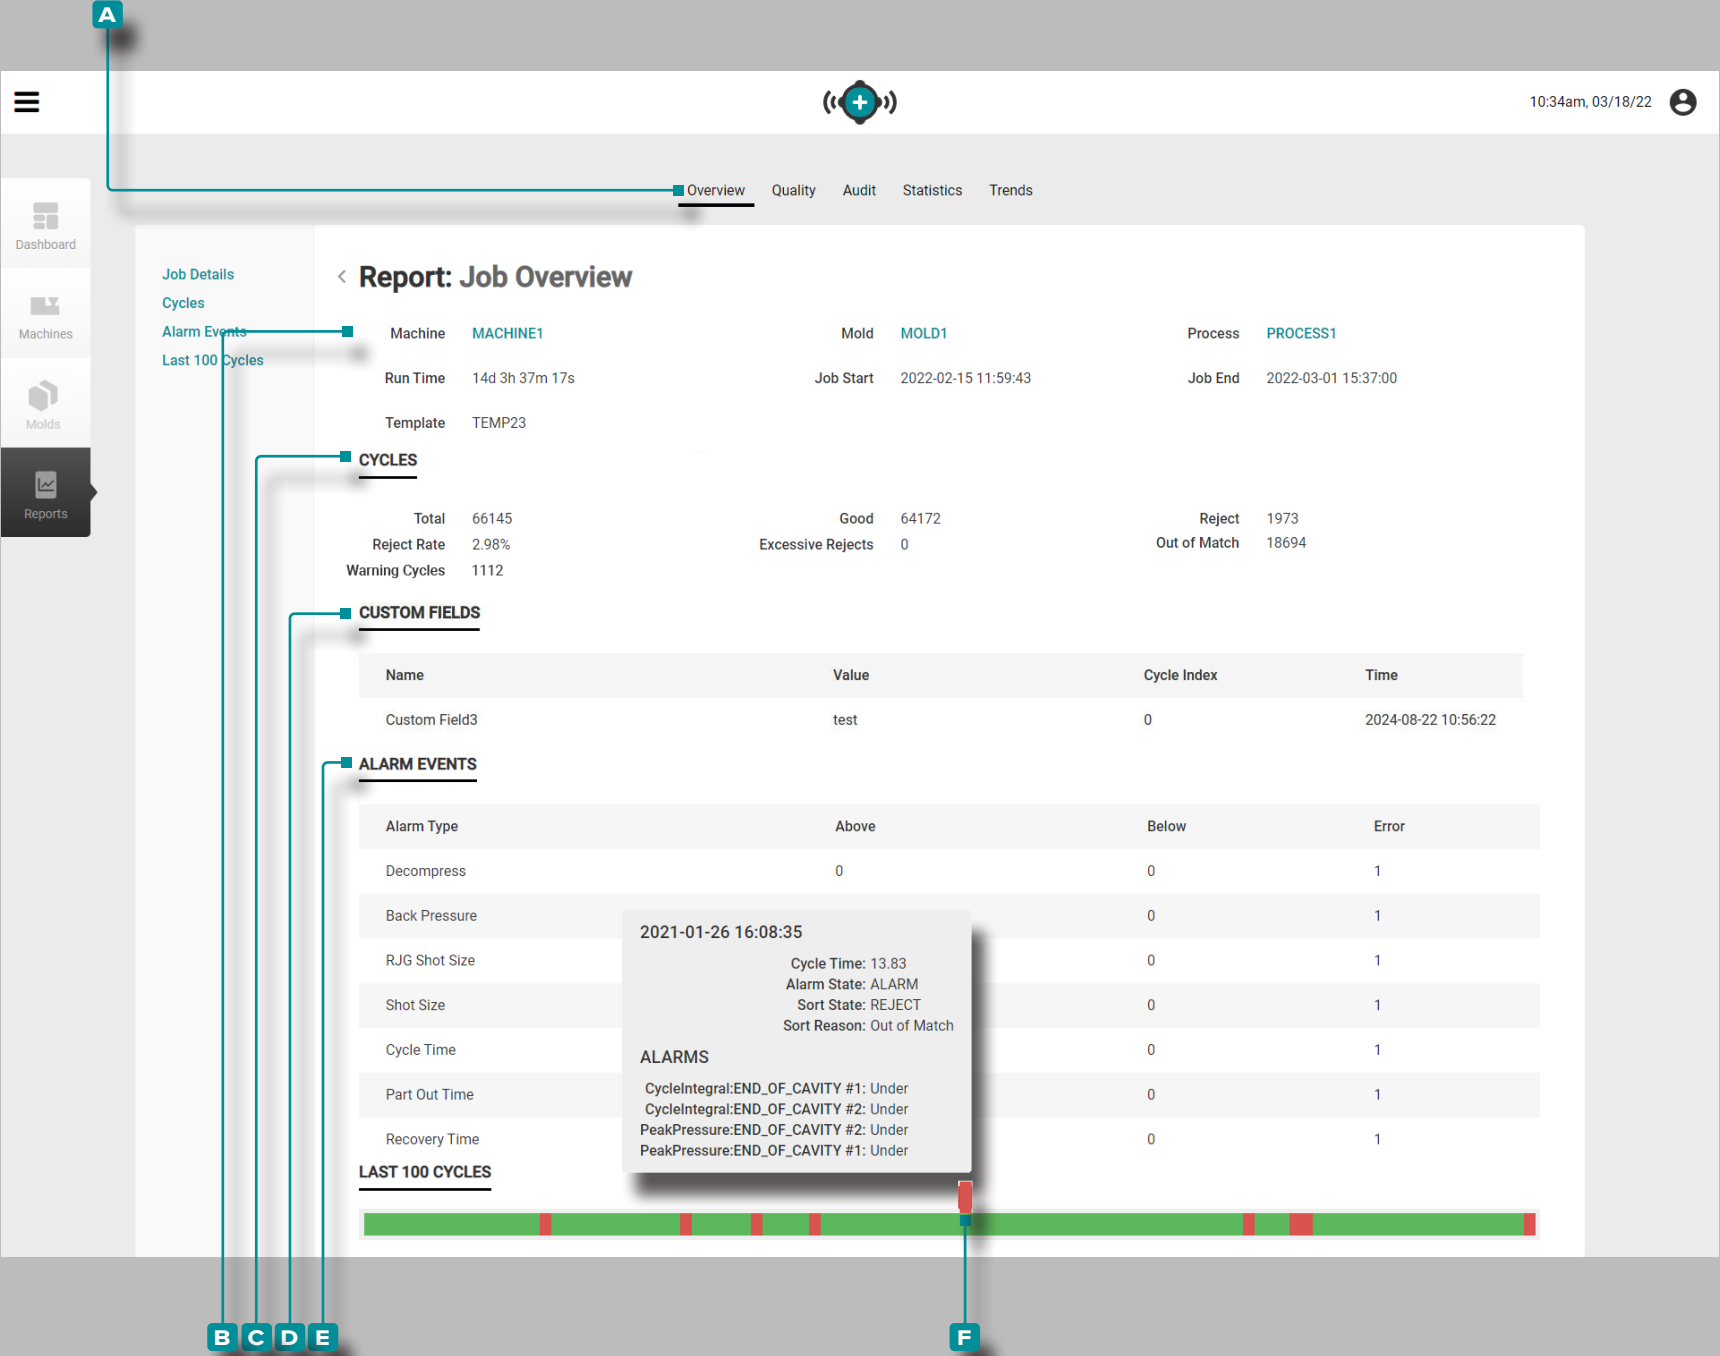 A
10:34am, 03/18/22
Overview Quality Audit Statistics Trends
Dashboard
Machines
Molds
Reports
Job Details
Cycles
Alarm Events
Last 100 Cycles
Report: Job Overview
Machine MACHINE1 Mold MOLD1 Process PROCESS1
Run Time 14d 3h 37m 17s Job Start 2022-02-15 11:59:43 Job End 2022-03-01 15:37:00
Template TEMP23
CYCLES
Total 66145 Good 64172 Reject 1973
Reject Rate 2.98% Excessive Rejects 0 Out of Match 18694
Warning Cycles 1112
CUSTOM FIELDS
Name Value Cycle Index Time
Custom Field3 test 0 2024-08-22 10:56:22
ALARM EVENTS
Alarm Type Above Below Error
Decompress 0 0 1
Back Pressure 0 1
RJG Shot Size 0 1
Shot Size 0 1
Cycle Time 0 1
Part Out Time 0 1
Recovery Time 0 1
2021-01-26 16:08:35
Cycle Time: 13.83
Alarm State: ALARM
Sort State: REJECT
Sort Reason: Out of Match
ALARMS
CycleIntegral:END_OF_CAVITY #1: Under
CycleIntegral:END_OF_CAVITY #2: Under
PeakPressure:END_OF_CAVITY #2: Under
PeakPressure:END_OF_CAVITY #1: Under
LAST 100 CYCLES
B C D E F